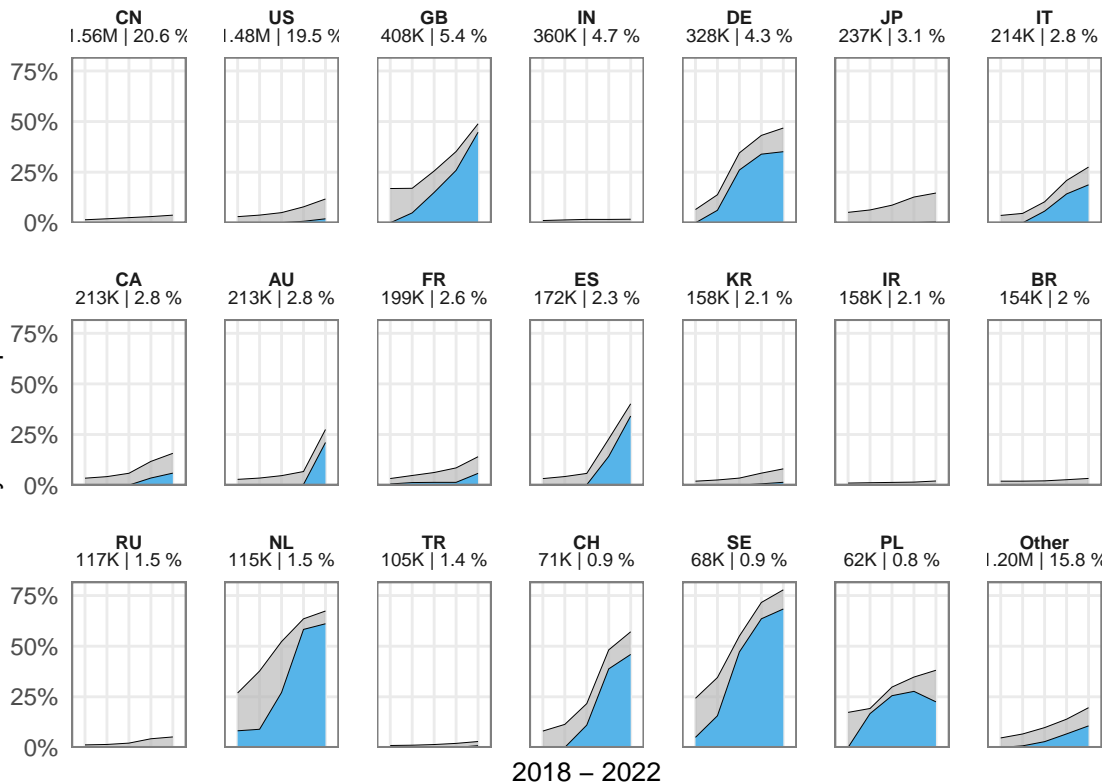 CN US GB IN DE JP IT
1.56M | 20.6 % 1.48M | 19.5 % 408K | 5.4 % 360K | 4.7 % 328K | 4.3 % 237K | 3.1 % 214K | 2.8 %
75%
50%
25%
0%
CA AU FR ES KR IR BR
213K | 2.8 % 213K | 2.8 % 199K | 2.6 % 172K | 2.3 % 158K | 2.1 % 158K | 2.1 % 154K | 2 %
75%
50%
25%
0%
RU NL TR CH SE PL Other
117K | 1.5 % 115K | 1.5 % 105K | 1.4 % 71K | 0.9 % 68K | 0.9 % 62K | 0.8 % 1.20M | 15.8 %
75%
50%
25%
0%
2018 – 2022